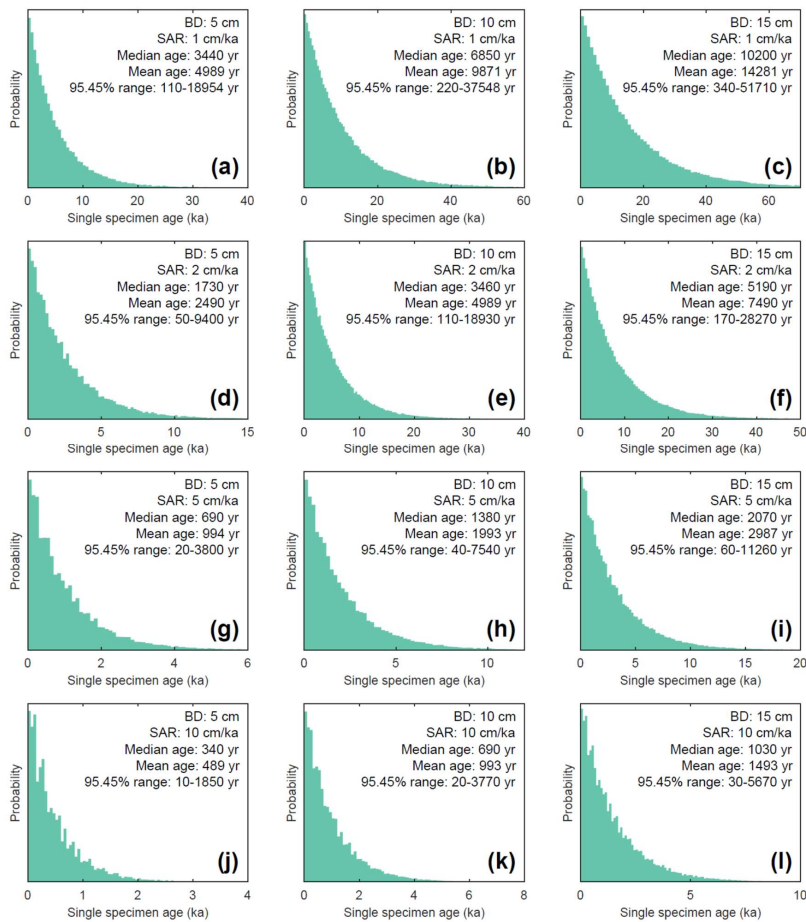 BD: 5 cm
SAR: 1 cm/ka
Median age: 3440 yr
Mean age: 4989 yr
95.45% range: 110-18954 yr
Probability
(a)
0 10 20 30 40
Single specimen age (ka)
BD: 10 cm
SAR: 1 cm/ka
Median age: 6850 yr
Mean age: 9871 yr
95.45% range: 220-37548 yr
Probability
(b)
0 20 40 60
Single specimen age (ka)
BD: 15 cm
SAR: 1 cm/ka
Median age: 10200 yr
Mean age: 14281 yr
95.45% range: 340-51710 yr
Probability
(c)
0 20 40 60
Single specimen age (ka)
BD: 5 cm
SAR: 2 cm/ka
Median age: 1730 yr
Mean age: 2490 yr
95.45% range: 50-9400 yr
Probability
(d)
0 5 10 15
Single specimen age (ka)
BD: 10 cm
SAR: 2 cm/ka
Median age: 3460 yr
Mean age: 4989 yr
95.45% range: 110-18930 yr
Probability
(e)
0 10 20 30 40
Single specimen age (ka)
BD: 15 cm
SAR: 2 cm/ka
Median age: 5190 yr
Mean age: 7490 yr
95.45% range: 170-28270 yr
Probability
(f)
0 10 20 30 40 50
Single specimen age (ka)
BD: 5 cm
SAR: 5 cm/ka
Median age: 690 yr
Mean age: 994 yr
95.45% range: 20-3800 yr
Probability
(g)
0 2 4 6
Single specimen age (ka)
BD: 10 cm
SAR: 5 cm/ka
Median age: 1380 yr
Mean age: 1993 yr
95.45% range: 40-7540 yr
Probability
(h)
0 5 10
Single specimen age (ka)
BD: 15 cm
SAR: 5 cm/ka
Median age: 2070 yr
Mean age: 2987 yr
95.45% range: 60-11260 yr
Probability
(i)
0 5 10 15 20
Single specimen age (ka)
BD: 5 cm
SAR: 10 cm/ka
Median age: 340 yr
Mean age: 489 yr
95.45% range: 10-1850 yr
Probability
(j)
0 1 2 3 4
Single specimen age (ka)
BD: 10 cm
SAR: 10 cm/ka
Median age: 690 yr
Mean age: 993 yr
95.45% range: 20-3770 yr
Probability
(k)
0 2 4 6 8
Single specimen age (ka)
BD: 15 cm
SAR: 10 cm/ka
Median age: 1030 yr
Mean age: 1493 yr
95.45% range: 30-5670 yr
Probability
(l)
0 5 10
Single specimen age (ka)